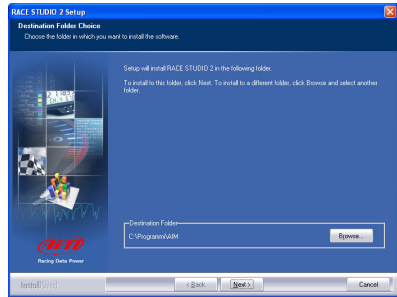 RACE STUDIO 2 Setup
Destination Folder Choice
Choose the folder in which you want to install the software.
Setup will install RACE STUDIO 2 in the following folder.
To install to this folder, click Next. To install to a different folder, click Browse and select another
folder.
Destination Folder
C:\Programmi\AIM
Browse...
AIM
Racing Data Power
InstallShield
< Back
Next >
Cancel